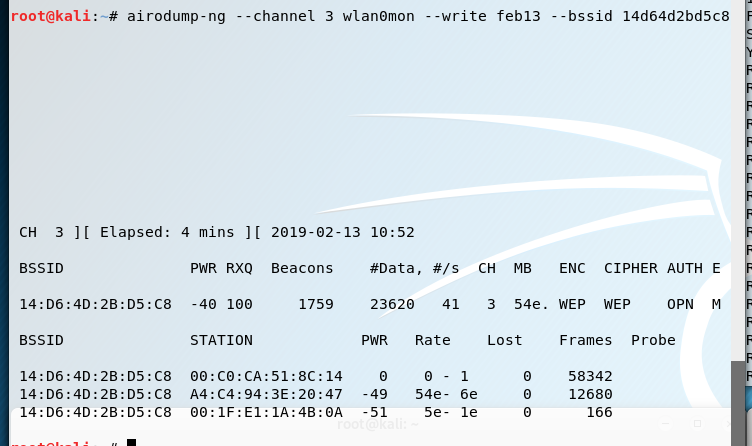 root@kali:~# airodump-ng --channel 3 wlan0mon --write feb13 --bssid 14d64d2bd5c8
CH  3 ][ Elapsed: 4 mins ][ 2019-02-13 10:52
BSSID              PWR RXQ  Beacons    #Data, #/s  CH  MB   ENC  CIPHER AUTH E
14:D6:4D:2B:D5:C8  -40 100     1759    23620   41   3  54e. WEP  WEP    OPN  M
BSSID              STATION            PWR   Rate    Lost    Frames  Probe
14:D6:4D:2B:D5:C8  00:C0:CA:51:8C:14    0    0 - 1      0    58342
14:D6:4D:2B:D5:C8  A4:C4:94:3E:20:47  -49   54e- 6e     0    12680
14:D6:4D:2B:D5:C8  00:1F:E1:1A:4B:0A  -51    5e- 1e     0      166
root@kali: ~
root@kali:~#